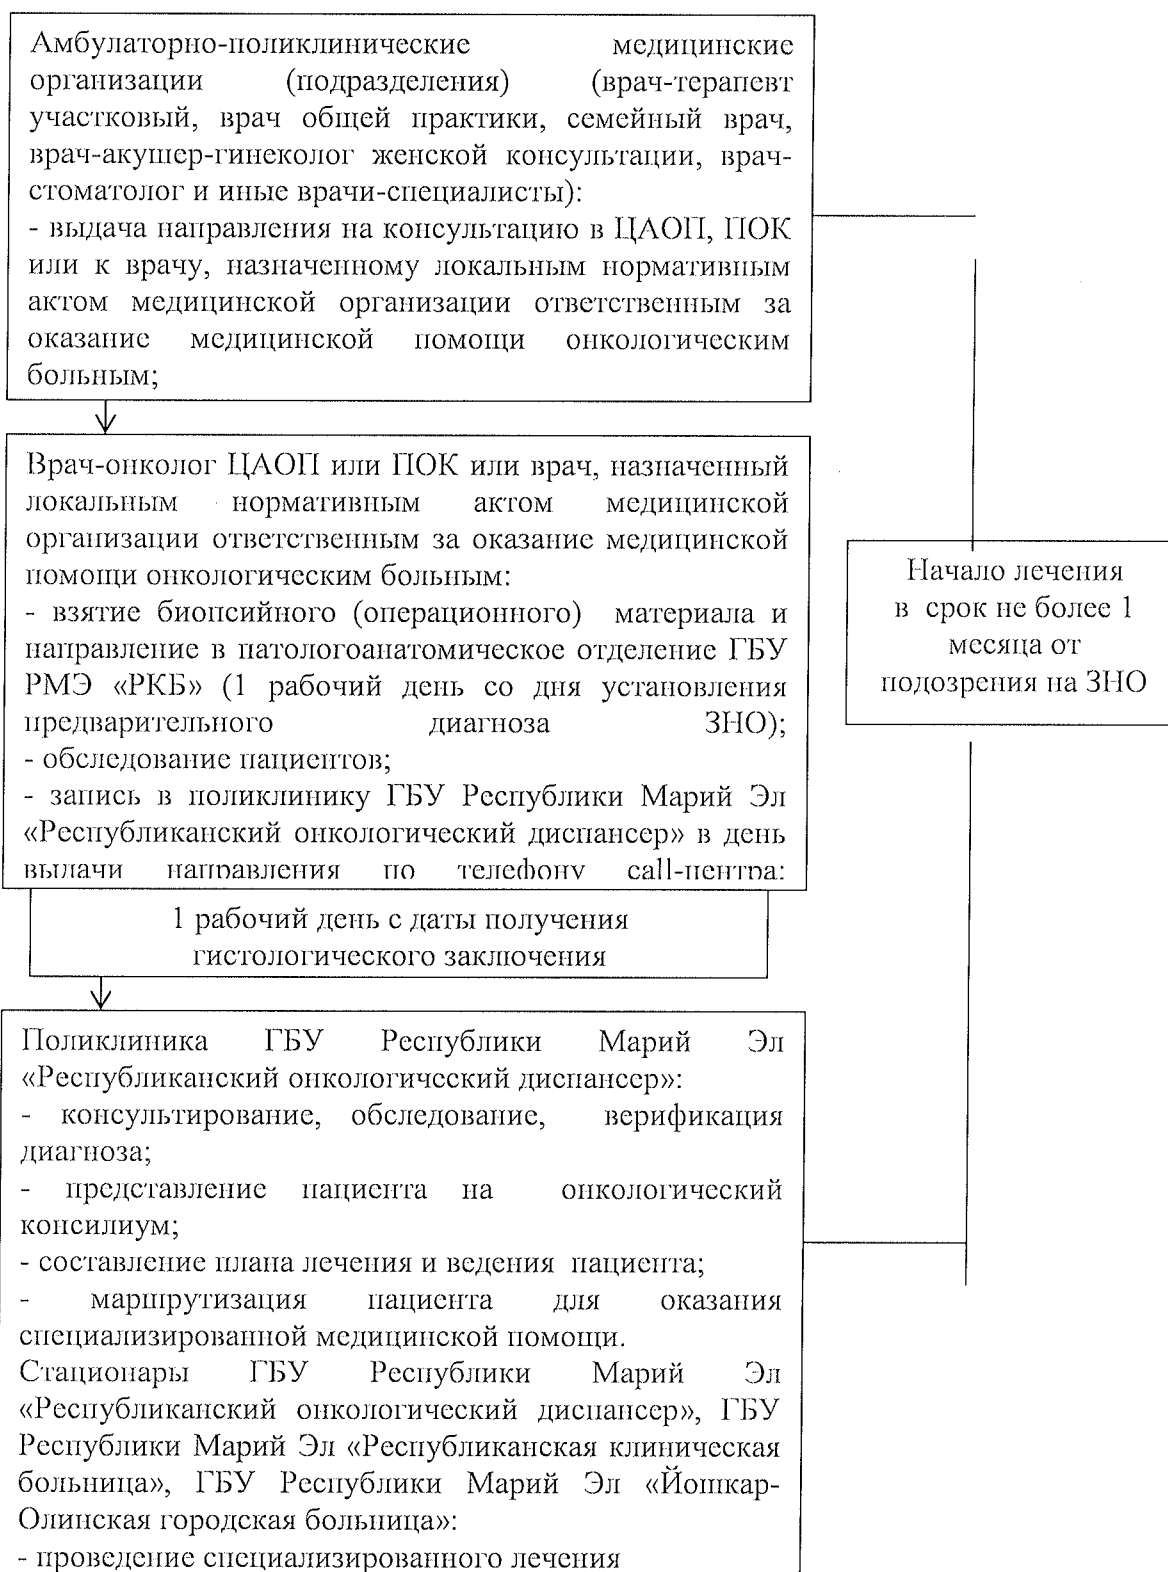 Амбулаторно-поликлинические медицинские
организации (подразделения) (врач-терапевт
участковый, врач общей практики, семейный врач,
врач-акушер-гинеколог женской консультации, врач-
стоматолог и иные врачи-специалисты):
- выдача направления на консультацию в ЦАОП, ПОК
или к врачу, назначенному локальным нормативным
актом медицинской организации ответственным за
оказание медицинской помощи онкологическим
больным;
Врач-онколог ЦАОП или ПОК или врач, назначенный
локальным нормативным актом медицинской
организации ответственным за оказание медицинской
помощи онкологическим больным:
- взятие биопсийного (операционного) материала и
направление в патологоанатомическое отделение ГБУ
РМЭ «РКБ» (1 рабочий день со дня установления
предварительного диагноза ЗНО);
- обследование пациентов;
- запись в поликлинику ГБУ Республики Марий Эл
«Республиканский онкологический диспансер» в день
выдачи направления по телефону call-центра:
1 рабочий день с даты получения
гистологического заключения
Поликлиника ГБУ Республики Марий Эл
«Республиканский онкологический диспансер»:
- консультирование, обследование, верификация
диагноза;
- представление пациента на онкологический
консилиум;
- составление плана лечения и ведения пациента;
- маршрутизация пациента для оказания
специализированной медицинской помощи.
Стационары ГБУ Республики Марий Эл
«Республиканский онкологический диспансер», ГБУ
Республики Марий Эл «Республиканская клиническая
больница», ГБУ Республики Марий Эл «Йошкар-
Олинская городская больница»:
- проведение специализированного лечения
Начало лечения
в срок не более 1
месяца от
подозрения на ЗНО